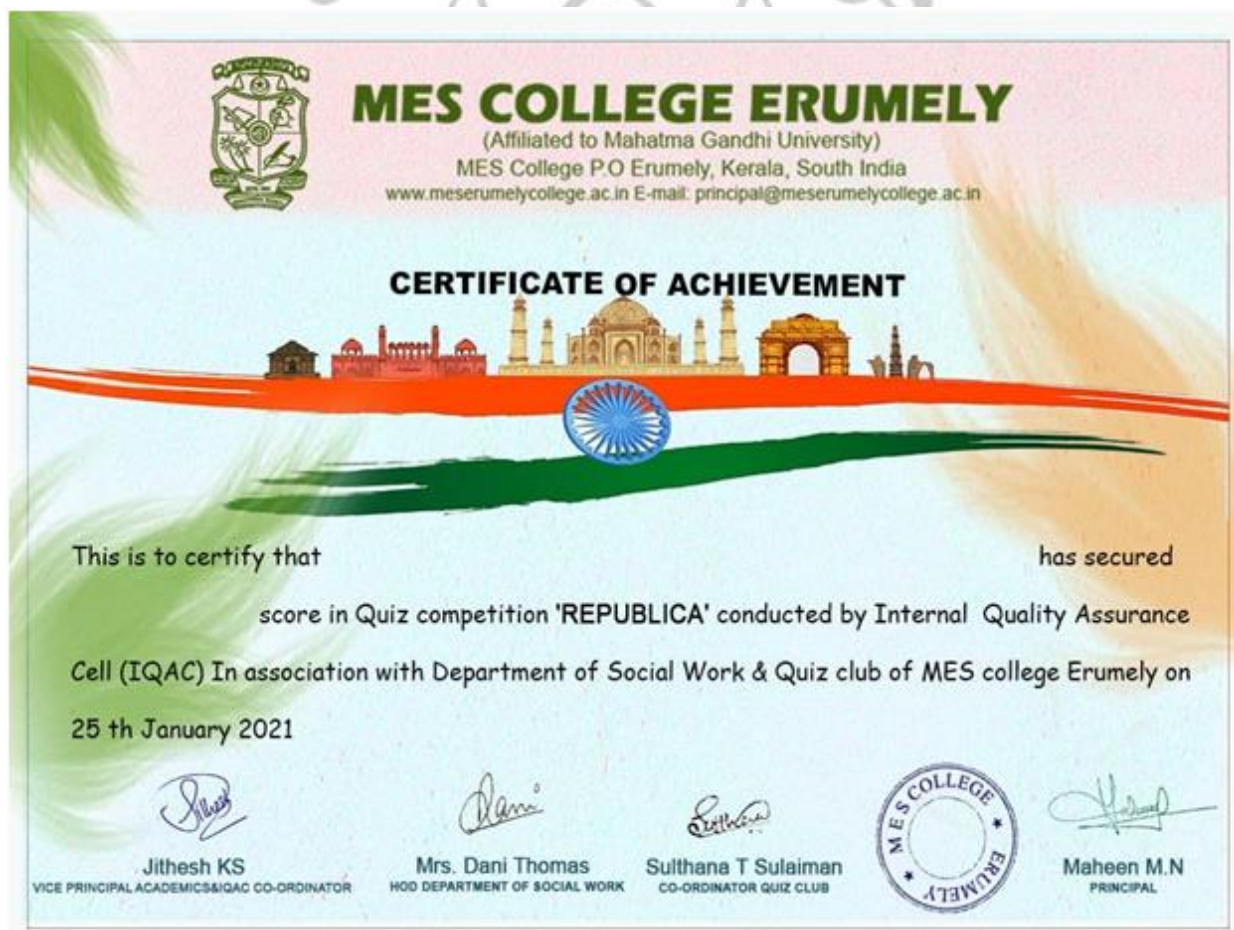 MES COLLEGE ERUMELY
(Affiliated to Mahatma Gandhi University)
MES College P.O Erumely, Kerala, South India
www.meserumelycollege.ac.in E-mail: principal@meserumelycollege.ac.in
CERTIFICATE OF ACHIEVEMENT
This is to certify that has secured
score in Quiz competition 'REPUBLICA' conducted by Internal Quality Assurance
Cell (IQAC) In association with Department of Social Work & Quiz club of MES college Erumely on
25 th January 2021
Jithesh KS
VICE PRINCIPAL ACADEMICS&IQAC CO-ORDINATOR
Mrs. Dani Thomas
HOD DEPARTMENT OF SOCIAL WORK
Sulthana T Sulaiman
CO-ORDINATOR QUIZ CLUB
MES COLLEGE
ERUMELY
Maheen M.N
PRINCIPAL